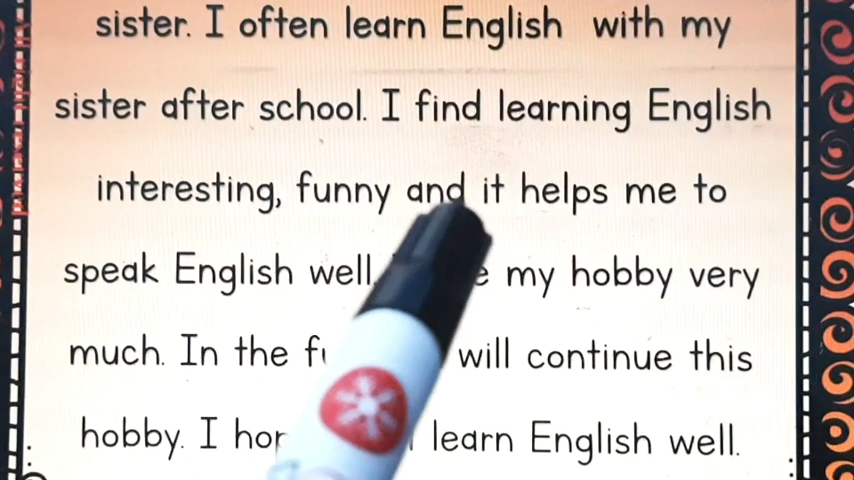 sister. I often learn English with my
sister after school. I find learning English
interesting, funny and it helps me to
speak English well. my hobby very
much. In the will continue this
hobby. I learn English well.